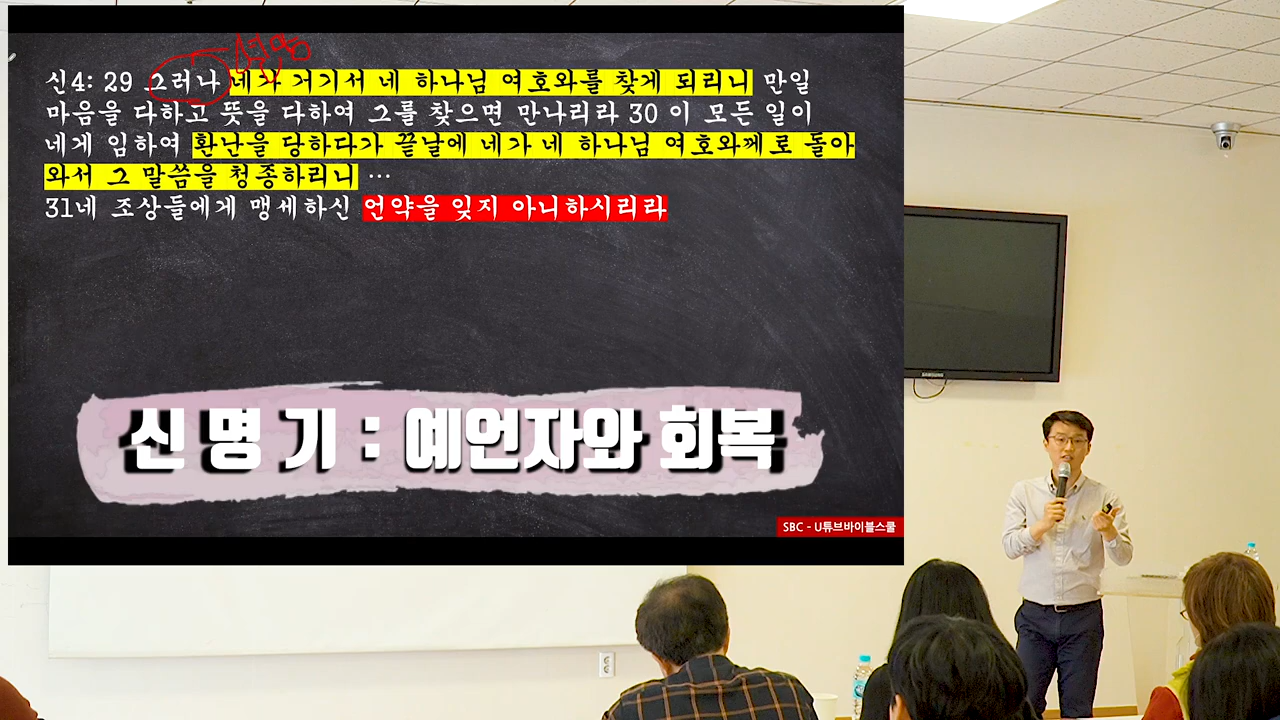 신4: 29 그러나 네가 거기서 네 하나님 여호와를 찾게 되리니 만일
마음을 다하고 뜻을 다하여 그를 찾으면 만나리라 30 이 모든 일이
네게 임하여 환난을 당하다가 끝날에 네가 네 하나님 여호와께로 돌아
와서 그 말씀을 청종하리니 …
31네 조상들에게 맹세하신 언약을 잊지 아니하시리라
신명기 : 예언자와 회복
SBC - U튜브바이블스쿨
SAMSUNG